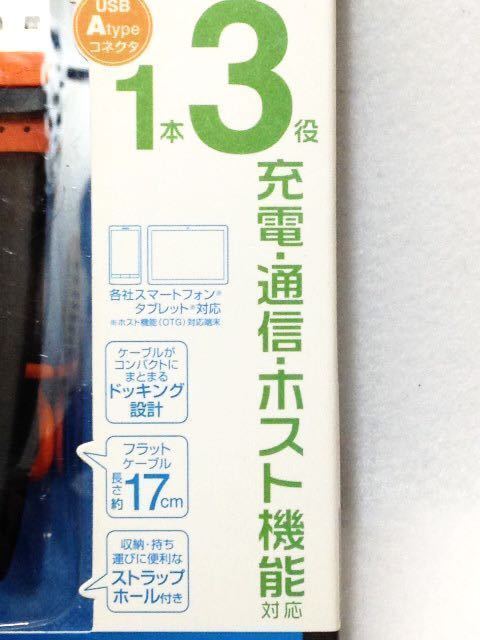 USB
Atype
コネクタ
1本3役
充電・通信・ホスト機能
対応
各社スマートフォン※
タブレット※対応
※ホスト機能(OTG)対応端末
ケーブルが
コンパクトに
まとまる
ドッキング
設計
フラット
ケーブル
長さ約17cm
収納・持ち
運びに便利な
ストラップ
ホール付き